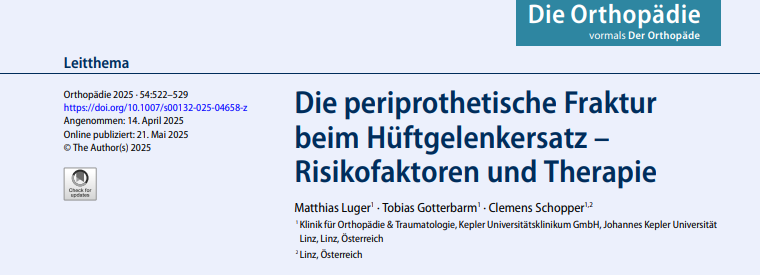 Die Orthopädie
vormals Der Orthopäde
Leitthema
Orthopädie 2025 · 54:522–529
https://doi.org/10.1007/s00132-025-04658-z
Angenommen: 14. April 2025
Online publiziert: 21. Mai 2025
© The Author(s) 2025
Check for
updates
Die periprothetische Fraktur
beim Hüftgelenkersatz –
Risikofaktoren und Therapie
Matthias Luger1 · Tobias Gotterbarm1 · Clemens Schopper1,2
1 Klinik für Orthopädie & Traumatologie, Kepler Universitätsklinikum GmbH, Johannes Kepler Universität
Linz, Linz, Österreich
2 Linz, Österreich